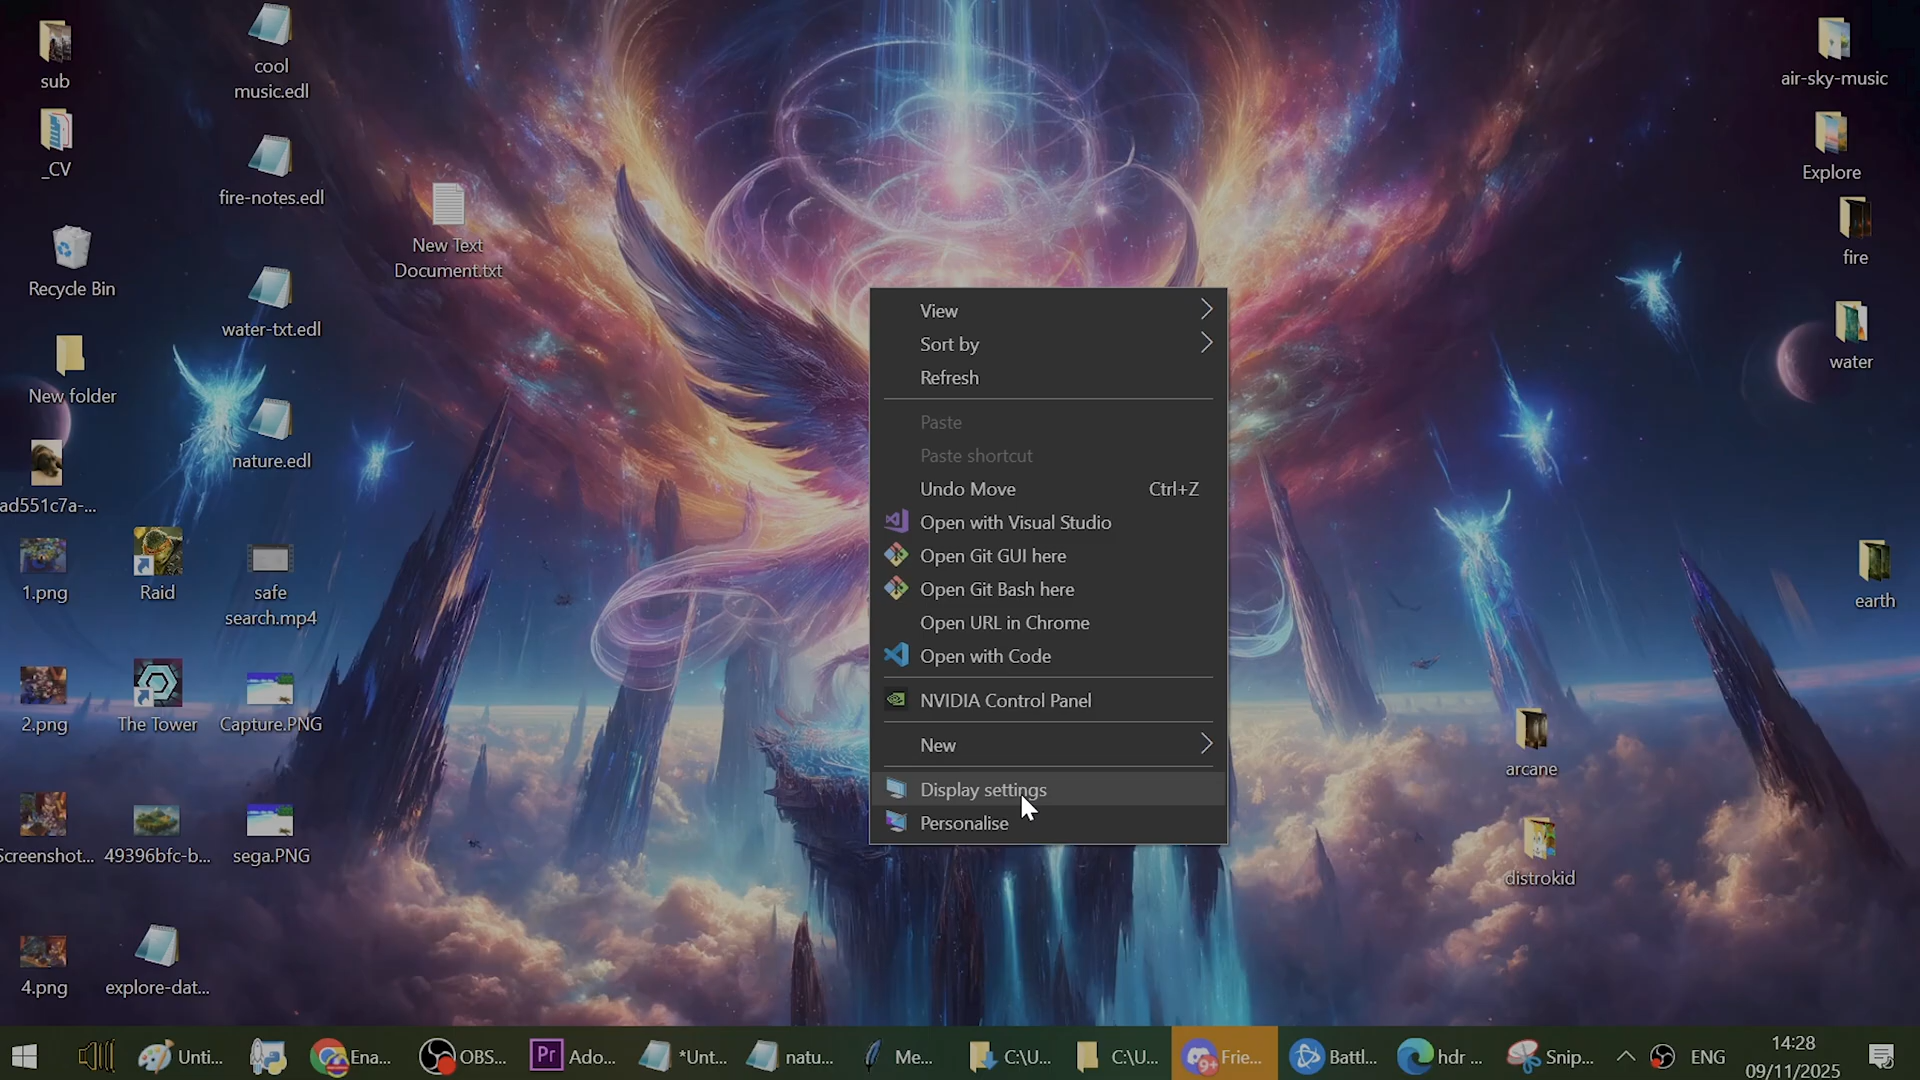 sub
_CV
Recycle Bin
New folder
ad551c7a-...
1.png
2.png
Screenshot...
4.png
Raid
The Tower
49396bfc-b...
explore-dat...
cool
music.edl
fire-notes.edl
water-txt.edl
nature.edl
safe
search.mp4
Capture.PNG
sega.PNG
New Text
Document.txt
View
Sort by
Refresh
Paste
Paste shortcut
Undo Move Ctrl+Z
Open with Visual Studio
Open Git GUI here
Open Git Bash here
Open URL in Chrome
Open with Code
NVIDIA Control Panel
New
Display settings
Personalise
air-sky-music
Explore
fire
water
earth
arcane
distrokid
Unti...
Ena...
OBS...
Pr Ado...
*Unt...
natu...
Me...
C:\U...
C:\U...
9+ Frie...
Battl...
hdr ...
Snip...
ENG
14:28
09/11/2025